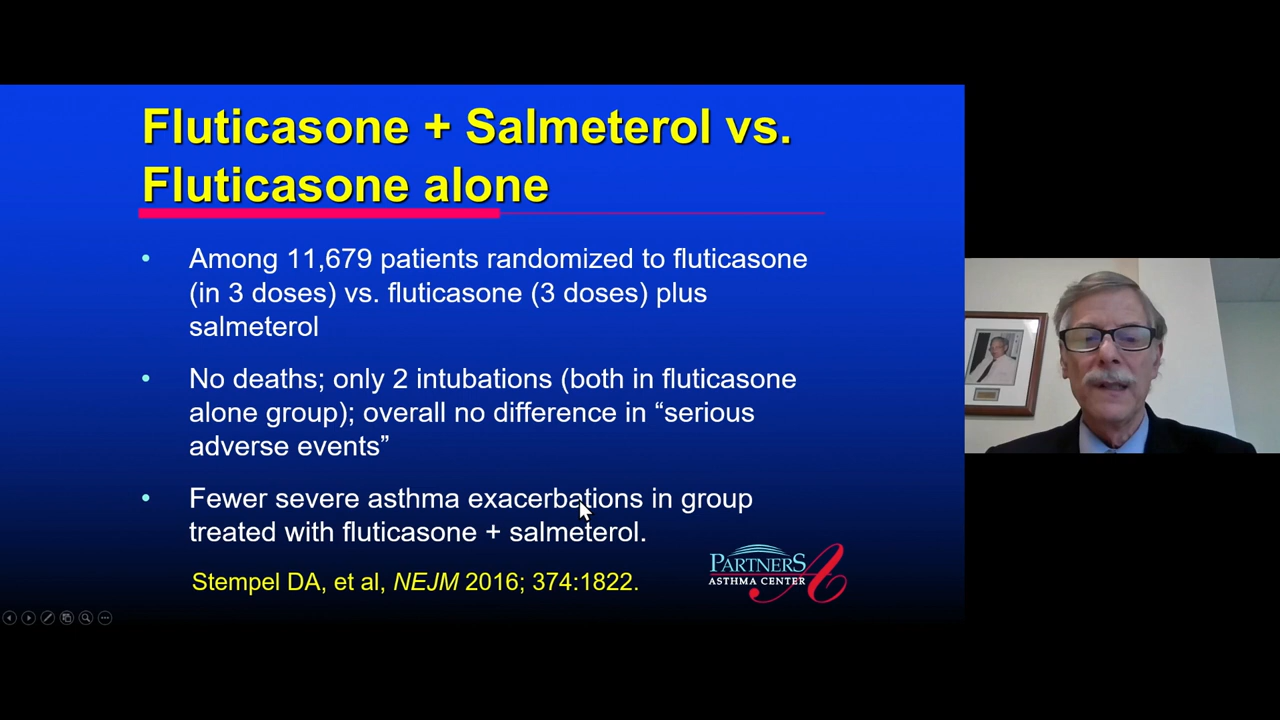 Fluticasone + Salmeterol vs.
Fluticasone alone
• Among 11,679 patients randomized to fluticasone
(in 3 doses) vs. fluticasone (3 doses) plus
salmeterol
• No deaths; only 2 intubations (both in fluticasone
alone group); overall no difference in “serious
adverse events”
• Fewer severe asthma exacerbations in group
treated with fluticasone + salmeterol.
Stempel DA, et al, NEJM 2016; 374:1822.
PARTNERS
ASTHMA CENTER
A